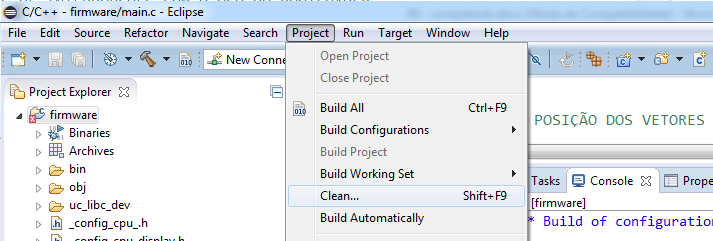 C/C++ - firmware/main.c - Eclipse
File Edit Source Refactor Navigate Search Project Run Target Window Help
New Conne
Open Project
Close Project
Build All Ctrl+F9
Build Configurations
Build Project
Build Working Set
Clean... Shift+F9
Build Automatically
Project Explorer
firmware
Binaries
Archives
bin
obj
uc_libc_dev
_config_cpu_.h
_config_cpu_display.h
POSIÇÃO DOS VETORES
Tasks Console Prope
[firmware]
* Build of configuration